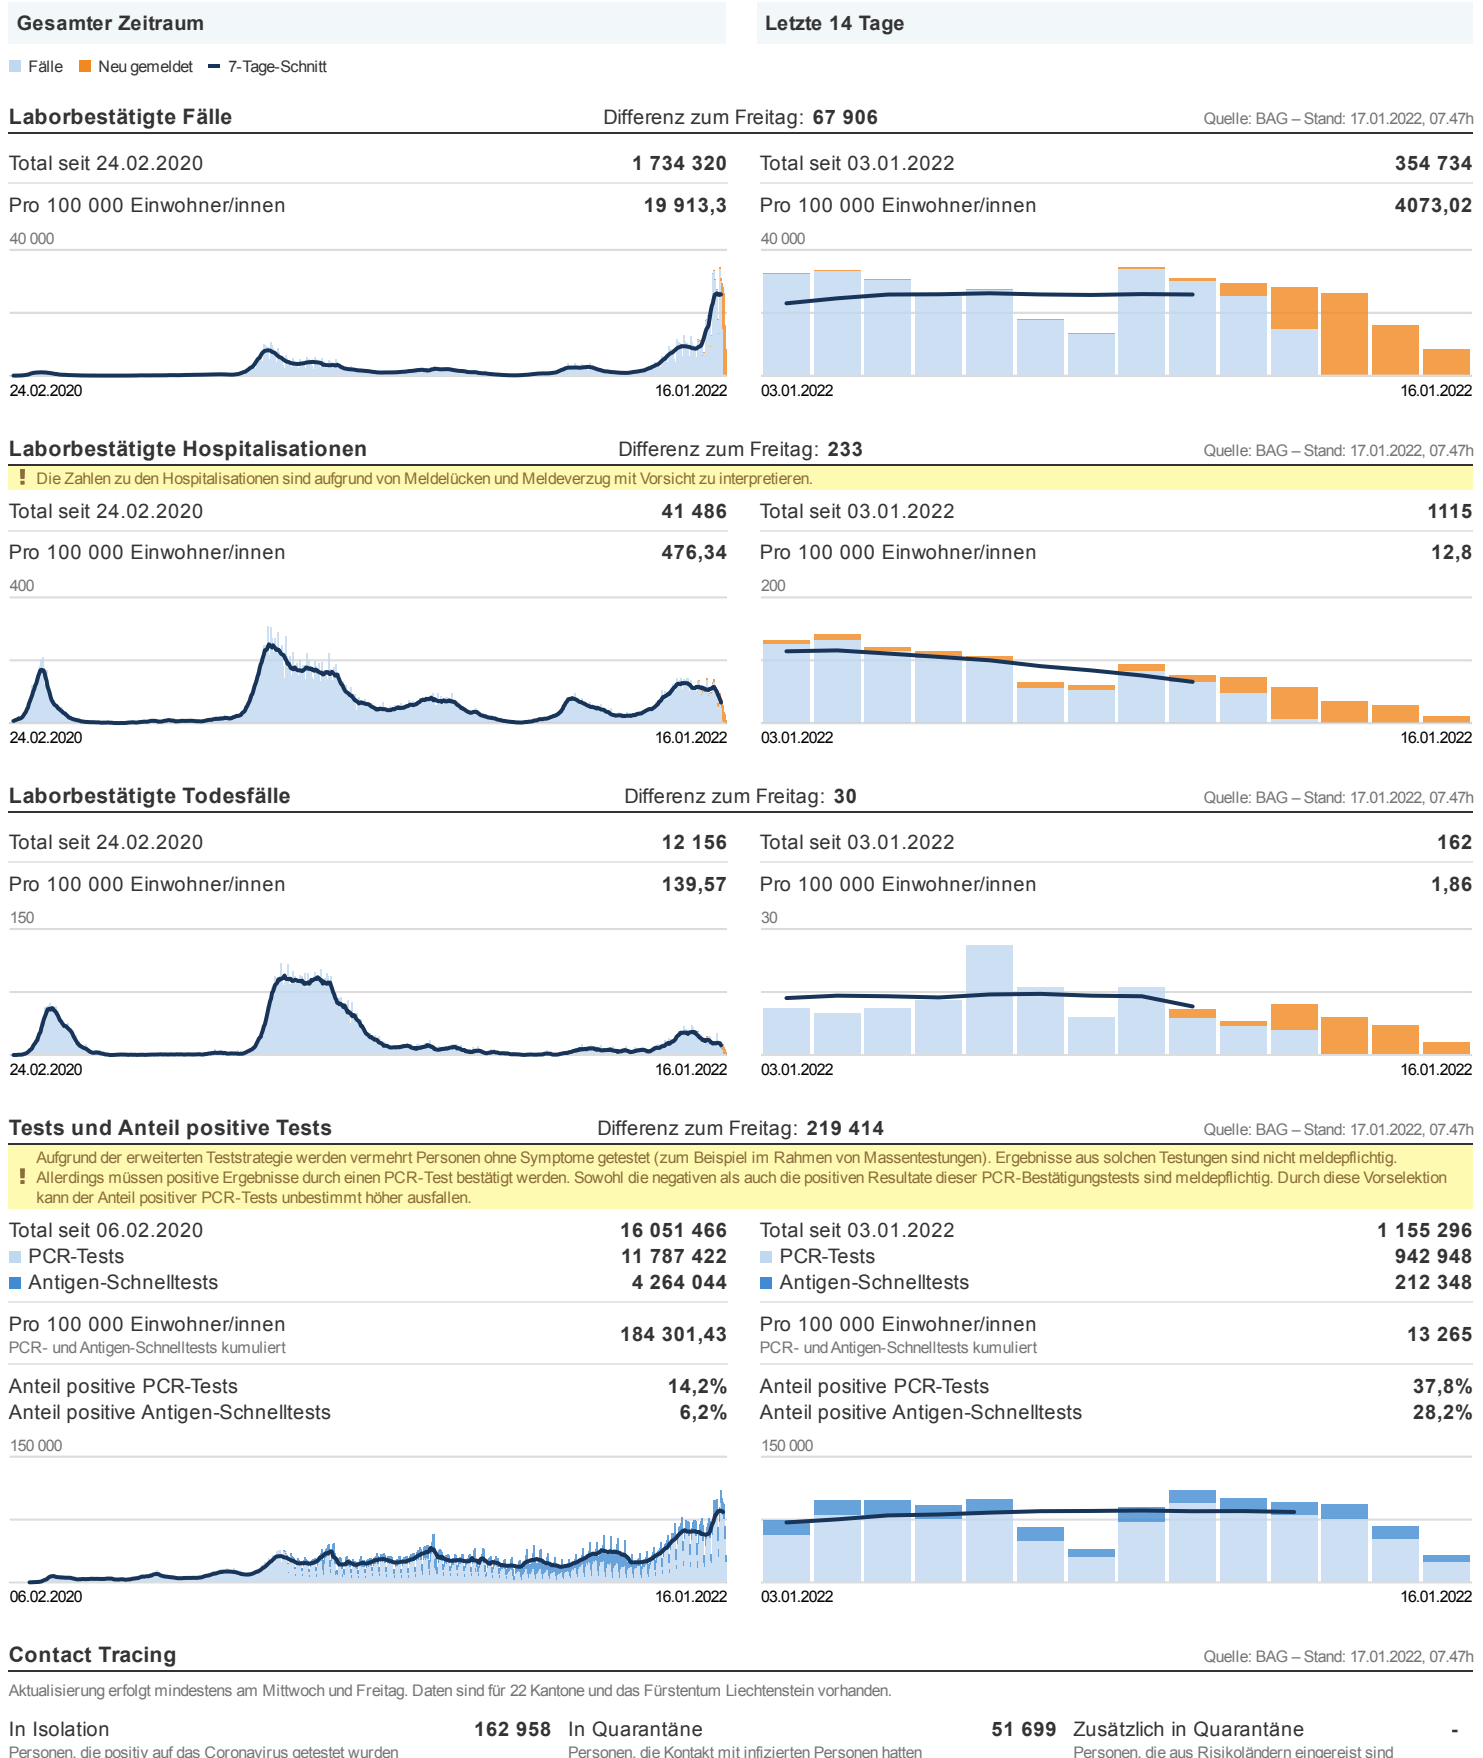 Gesamter Zeitraum
Letzte 14 Tage
Fälle Neu gemeldet 7-Tage-Schnitt
Laborbestätigte Fälle Differenz zum Freitag: 67 906 Quelle: BAG – Stand: 17.01.2022, 07.47h
Total seit 24.02.2020 1 734 320 Total seit 03.01.2022 354 734
Pro 100 000 Einwohner/innen 19 913,3 Pro 100 000 Einwohner/innen 4073,02
40 000 40 000
24.02.2020 16.01.2022 03.01.2022 16.01.2022
Laborbestätigte Hospitalisationen Differenz zum Freitag: 233 Quelle: BAG – Stand: 17.01.2022, 07.47h
! Die Zahlen zu den Hospitalisationen sind aufgrund von Meldelücken und Meldeverzug mit Vorsicht zu interpretieren.
Total seit 24.02.2020 41 486 Total seit 03.01.2022 1115
Pro 100 000 Einwohner/innen 476,34 Pro 100 000 Einwohner/innen 12,8
400 200
24.02.2020 16.01.2022 03.01.2022 16.01.2022
Laborbestätigte Todesfälle Differenz zum Freitag: 30 Quelle: BAG – Stand: 17.01.2022, 07.47h
Total seit 24.02.2020 12 156 Total seit 03.01.2022 162
Pro 100 000 Einwohner/innen 139,57 Pro 100 000 Einwohner/innen 1,86
150 30
24.02.2020 16.01.2022 03.01.2022 16.01.2022
Tests und Anteil positive Tests Differenz zum Freitag: 219 414 Quelle: BAG – Stand: 17.01.2022, 07.47h
Aufgrund der erweiterten Teststrategie werden vermehrt Personen ohne Symptome getestet (zum Beispiel im Rahmen von Massentestungen). Ergebnisse aus solchen Testungen sind nicht meldepflichtig.
! Allerdings müssen positive Ergebnisse durch einen PCR-Test bestätigt werden. Sowohl die negativen als auch die positiven Resultate dieser PCR-Bestätigungstests sind meldepflichtig. Durch diese Vorselektion
kann der Anteil positiver PCR-Tests unbestimmt höher ausfallen.
Total seit 06.02.2020 16 051 466 Total seit 03.01.2022 1 155 296
PCR-Tests 11 787 422 PCR-Tests 942 948
Antigen-Schnelltests 4 264 044 Antigen-Schnelltests 212 348
Pro 100 000 Einwohner/innen 184 301,43 Pro 100 000 Einwohner/innen 13 265
PCR- und Antigen-Schnelltests kumuliert PCR- und Antigen-Schnelltests kumuliert
Anteil positive PCR-Tests 14,2% Anteil positive PCR-Tests 37,8%
Anteil positive Antigen-Schnelltests 6,2% Anteil positive Antigen-Schnelltests 28,2%
150 000 150 000
06.02.2020 16.01.2022 03.01.2022 16.01.2022
Contact Tracing Quelle: BAG – Stand: 17.01.2022, 07.47h
Aktualisierung erfolgt mindestens am Mittwoch und Freitag. Daten sind für 22 Kantone und das Fürstentum Liechtenstein vorhanden.
In Isolation 162 958 In Quarantäne 51 699 Zusätzlich in Quarantäne -
Personen, die positiv auf das Coronavirus getestet wurden Personen, die Kontakt mit infizierten Personen hatten Personen, die aus Risikoländern eingereist sind